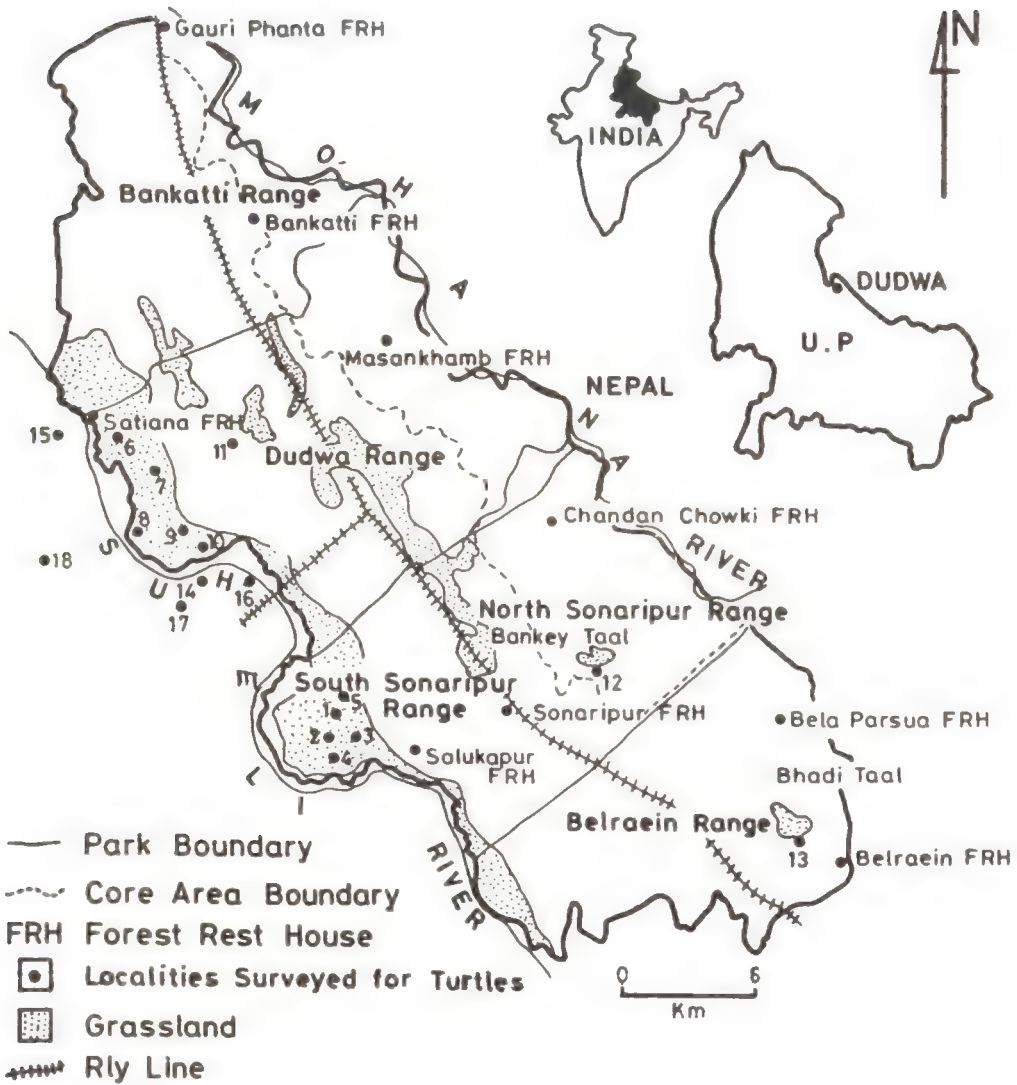 Gauri Phanta FRH
N
M
O
H
A
N
A
INDIA
Bankatti Range
Bankatti FRH
DUDWA
U.P
Masankhamb FRH
NEPAL
Satiana FRH
15
6
11
Dudwa Range
7
Chandan Chowki FRH
8
9
10
18
S
U
14
H
16
17
RIVER
North Sonaripur Range
Bankey Taal
12
E
South Sonaripur
Range
5
1
2
3
4
Sonaripur FRH
Salukapur
FRH
Bela Parsua FRH
L
I
Bhadi Taal
Belraein Range
13
Belraein FRH
RIVER
Park Boundary
Core Area Boundary
FRH Forest Rest House
Localities Surveyed for Turtles
Grassland
Rly Line
0 6
Km